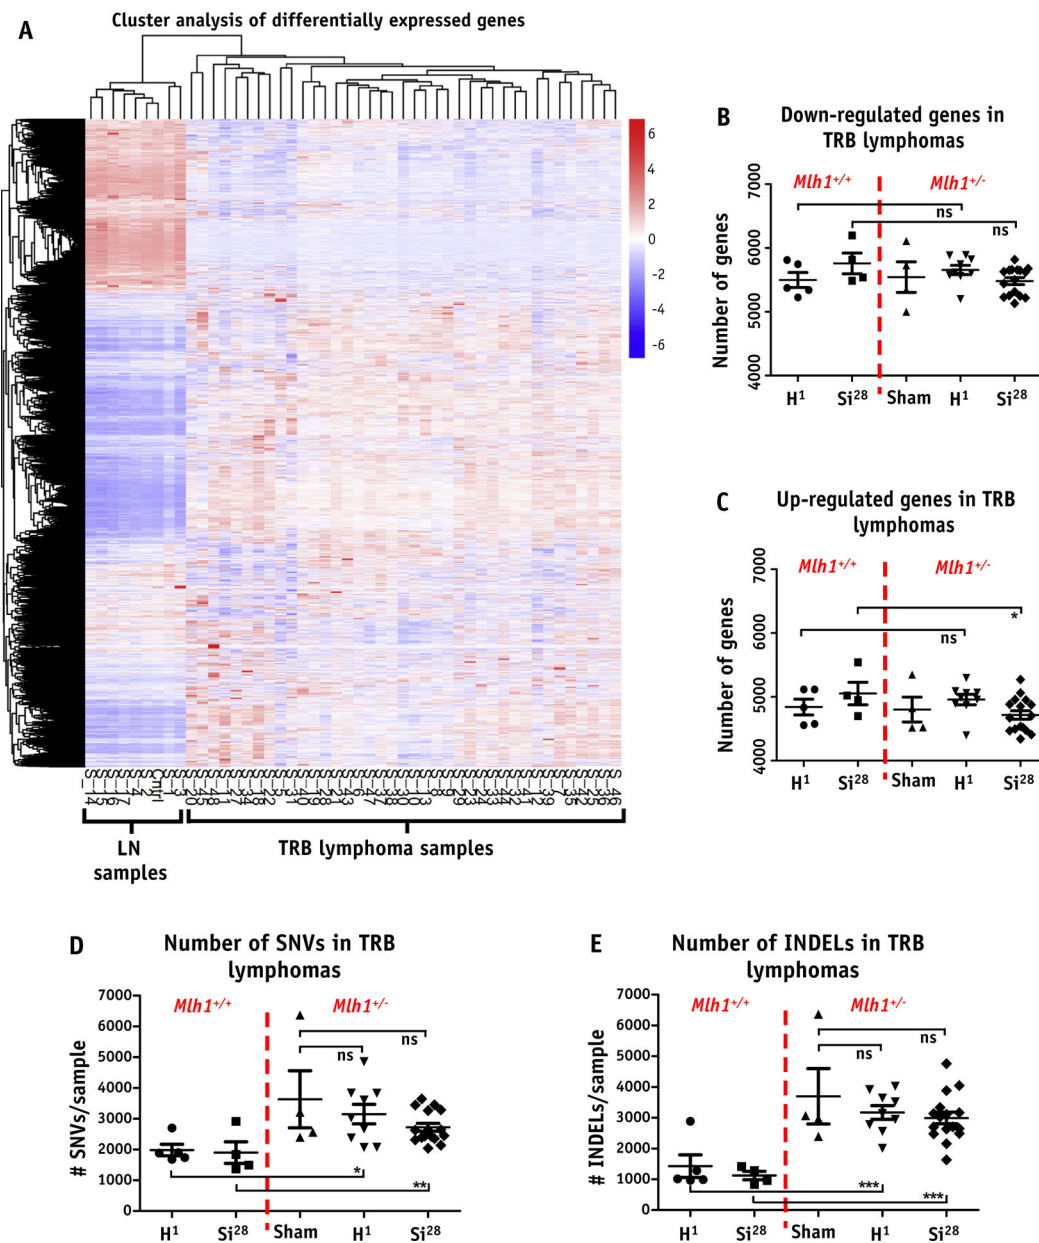 A
Cluster analysis of differentially expressed genes
6
4
2
0
-2
-4
-6
LN
samples
TRB lymphoma samples
B
Down-regulated genes in
TRB lymphomas
Mlh1+/+
Mlh1+/-
7000
6000
5000
4000
Number of genes
ns
ns
H1
Si28
Sham
H1
Si28
C
Up-regulated genes in TRB
lymphomas
Mlh1+/+
Mlh1+/-
7000
6000
5000
4000
Number of genes
*
ns
H1
Si28
Sham
H1
Si28
D
Number of SNVs in TRB
lymphomas
Mlh1+/+
Mlh1+/-
7000
6000
5000
4000
3000
2000
1000
0
# SNVs/sample
ns
ns
*
**
H1
Si28
Sham
H1
Si28
E
Number of INDELs in TRB
lymphomas
Mlh1+/+
Mlh1+/-
7000
6000
5000
4000
3000
2000
1000
0
# INDELs/sample
ns
ns
***
***
H1
Si28
Sham
H1
Si28